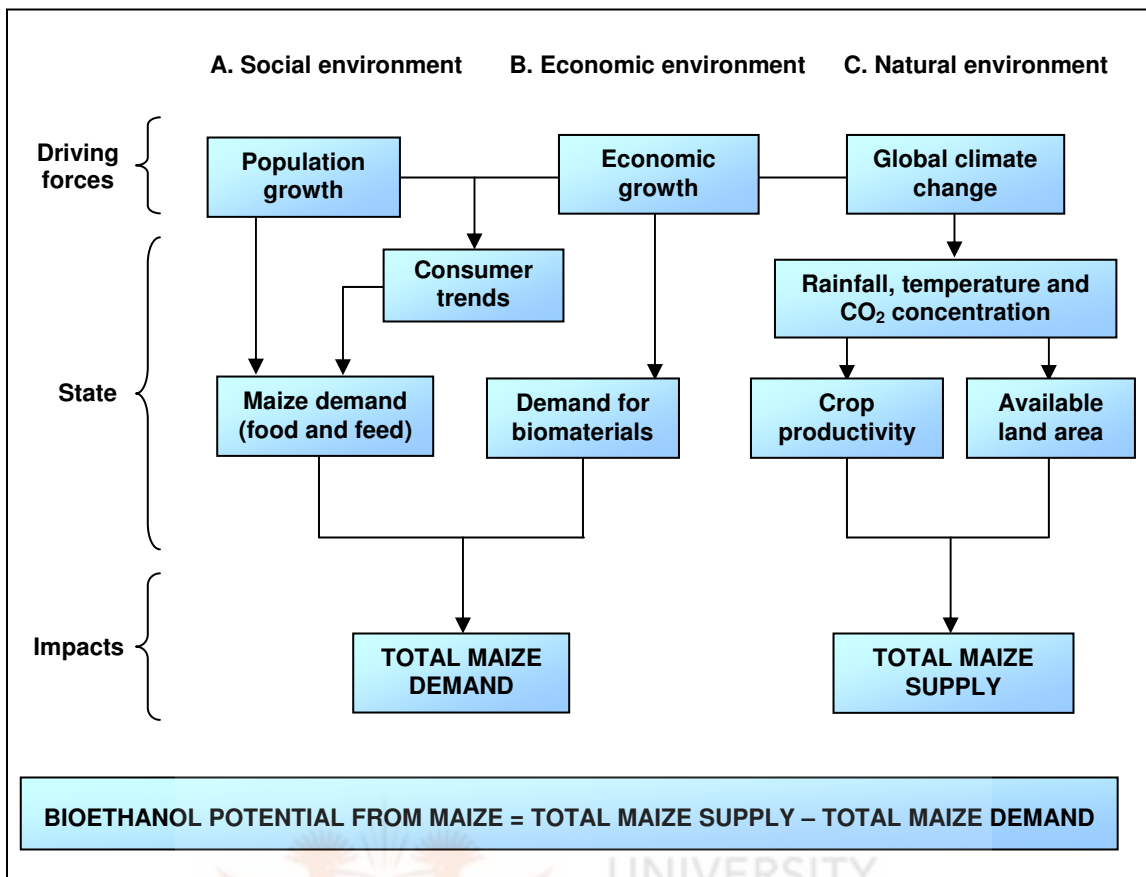 A. Social environment B. Economic environment C. Natural environment
Driving
forces
Population
growth
Economic
growth
Global climate
change
Consumer
trends
Rainfall, temperature and
CO₂ concentration
State
Maize demand
(food and feed)
Demand for
biomaterials
Crop
productivity
Available
land area
Impacts
TOTAL MAIZE
DEMAND
TOTAL MAIZE
SUPPLY
BIOETHANOL POTENTIAL FROM MAIZE = TOTAL MAIZE SUPPLY – TOTAL MAIZE DEMAND
UNIVERSITY